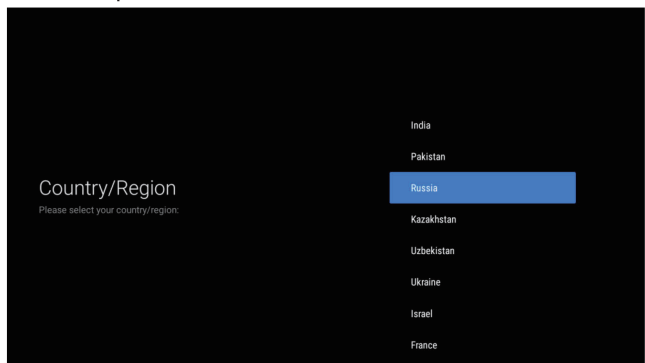 Country/Region
Please select your country/region:
India
Pakistan
Russia
Kazakhstan
Uzbekistan
Ukraine
Israel
France